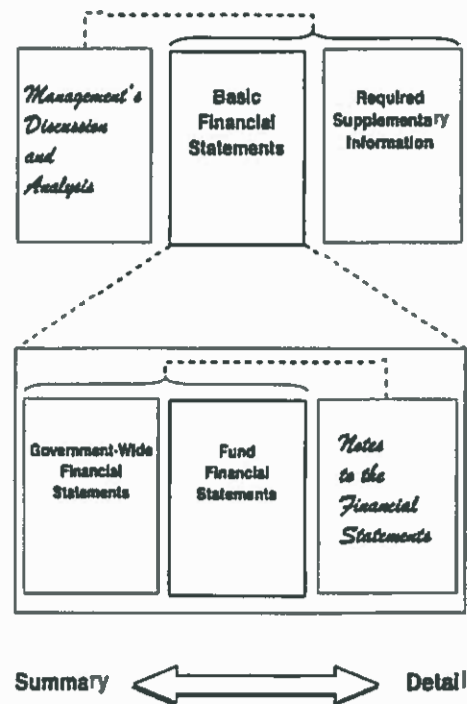 Management's
Discussion
and
Analysis
Basic
Financial
Statements
Required
Supplementary
Information
Government-Wide
Financial
Statements
Fund
Financial
Statements
Notes
to the
Financial
Statements
Summary
Detail